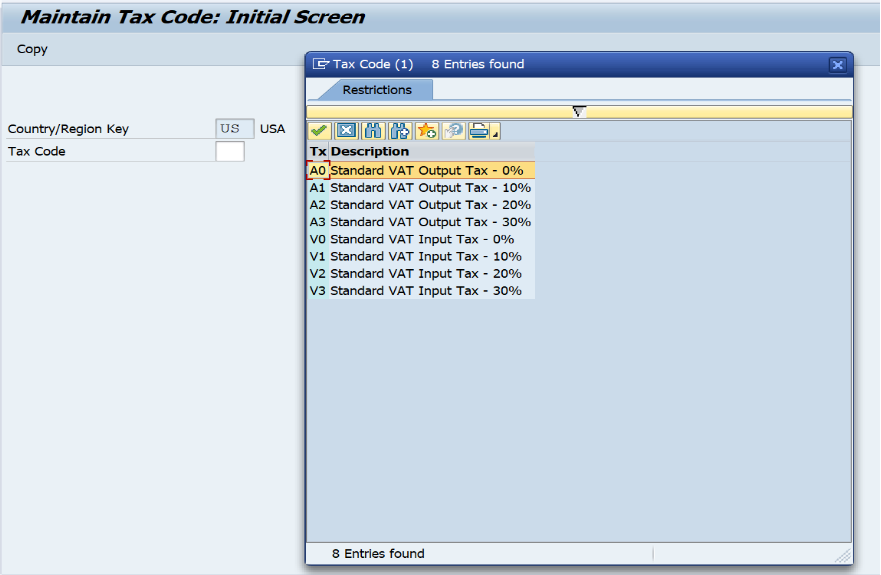 Maintain Tax Code: Initial Screen
Copy
Tax Code (1) 8 Entries found
Restrictions
Country/Region Key US USA
Tax Code
Tx Description
A0 Standard VAT Output Tax - 0%
A1 Standard VAT Output Tax - 10%
A2 Standard VAT Output Tax - 20%
A3 Standard VAT Output Tax - 30%
V0 Standard VAT Input Tax - 0%
V1 Standard VAT Input Tax - 10%
V2 Standard VAT Input Tax - 20%
V3 Standard VAT Input Tax - 30%
8 Entries found